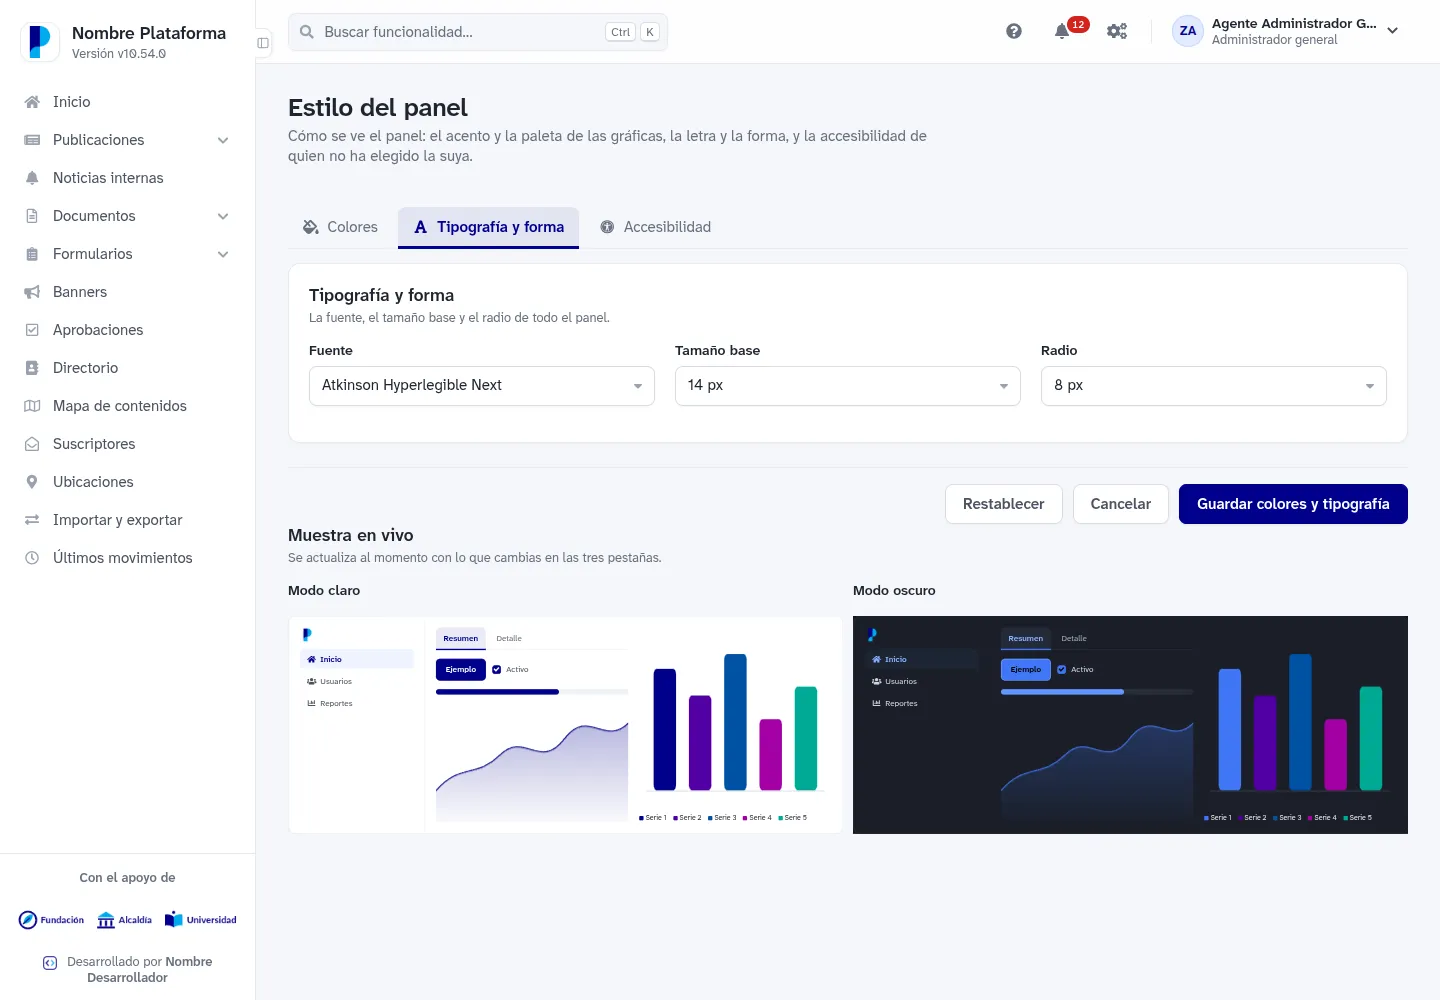 Nombre Plataforma
Versión v10.54.0
Inicio
Publicaciones
Noticias internas
Documentos
Formularios
Banners
Aprobaciones
Directorio
Mapa de contenidos
Suscriptores
Ubicaciones
Importar y exportar
Últimos movimientos
Con el apoyo de
Fundación
Alcaldía
Universidad
Desarrollado por Nombre
Desarrollador
Buscar funcionalidad...
Ctrl
K
12
ZA
Agente Administrador G...
Administrador general
Estilo del panel
Cómo se ve el panel: el acento y la paleta de las gráficas, la letra y la forma, y la accesibilidad de
quien no ha elegido la suya.
Colores
Tipografía y forma
Accesibilidad
Tipografía y forma
La fuente, el tamaño base y el radio de todo el panel.
Fuente
Tamaño base
Radio
Atkinson Hyperlegible Next
14 px
8 px
Restablecer
Cancelar
Guardar colores y tipografía
Muestra en vivo
Se actualiza al momento con lo que cambias en las tres pestañas.
Modo claro
Inicio
Usuarios
Reportes
Resumen
Detalle
Ejemplo
Activo
Serie 1
Serie 2
Serie 3
Serie 4
Serie 5
Modo oscuro
Inicio
Usuarios
Reportes
Resumen
Detalle
Ejemplo
Activo
Serie 1
Serie 2
Serie 3
Serie 4
Serie 5